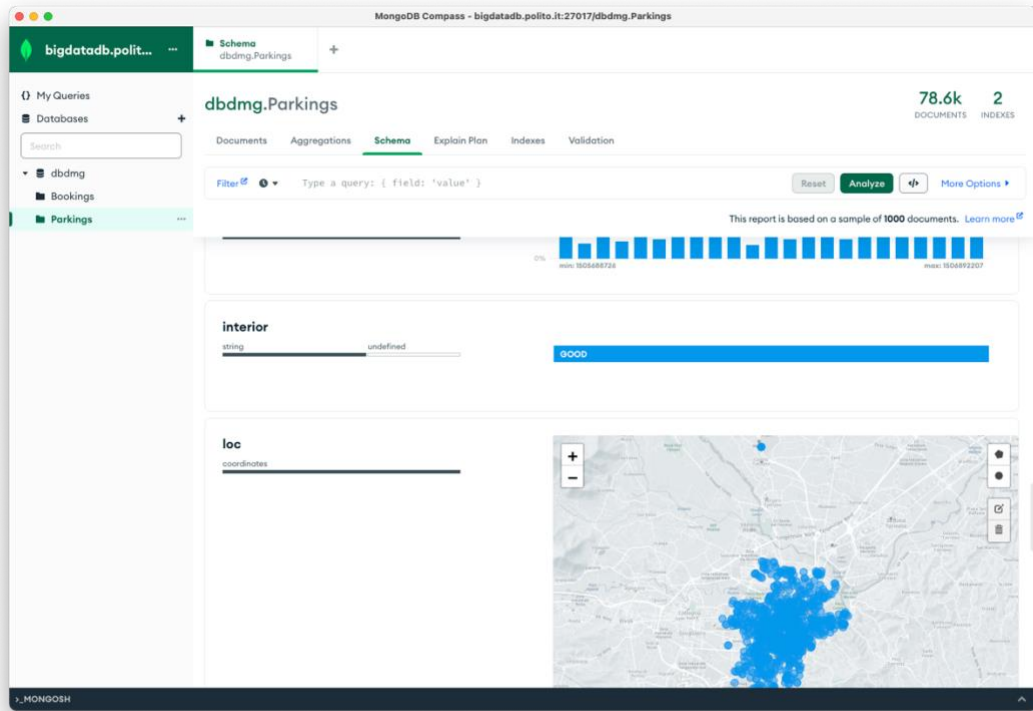 MongoDB Compass - bigdatadb.polito.it:27017/dbdmg.Parkings
bigdatadb.polit... ...
Schema
dbdmg.Parkings
+
{} My Queries
Databases +
Search
dbdmg
Bookings
Parkings ...
dbdmg.Parkings
78.6k 2
DOCUMENTS INDEXES
Documents Aggregations Schema Explain Plan Indexes Validation
Filter Type a query: { field: 'value' } Reset Analyze </> More Options
This report is based on a sample of 1000 documents. Learn more
0%
min: 1505688726 max: 1506892207
interior
string undefined
GOOD
loc
coordinates
+
−
>_MONGOSH